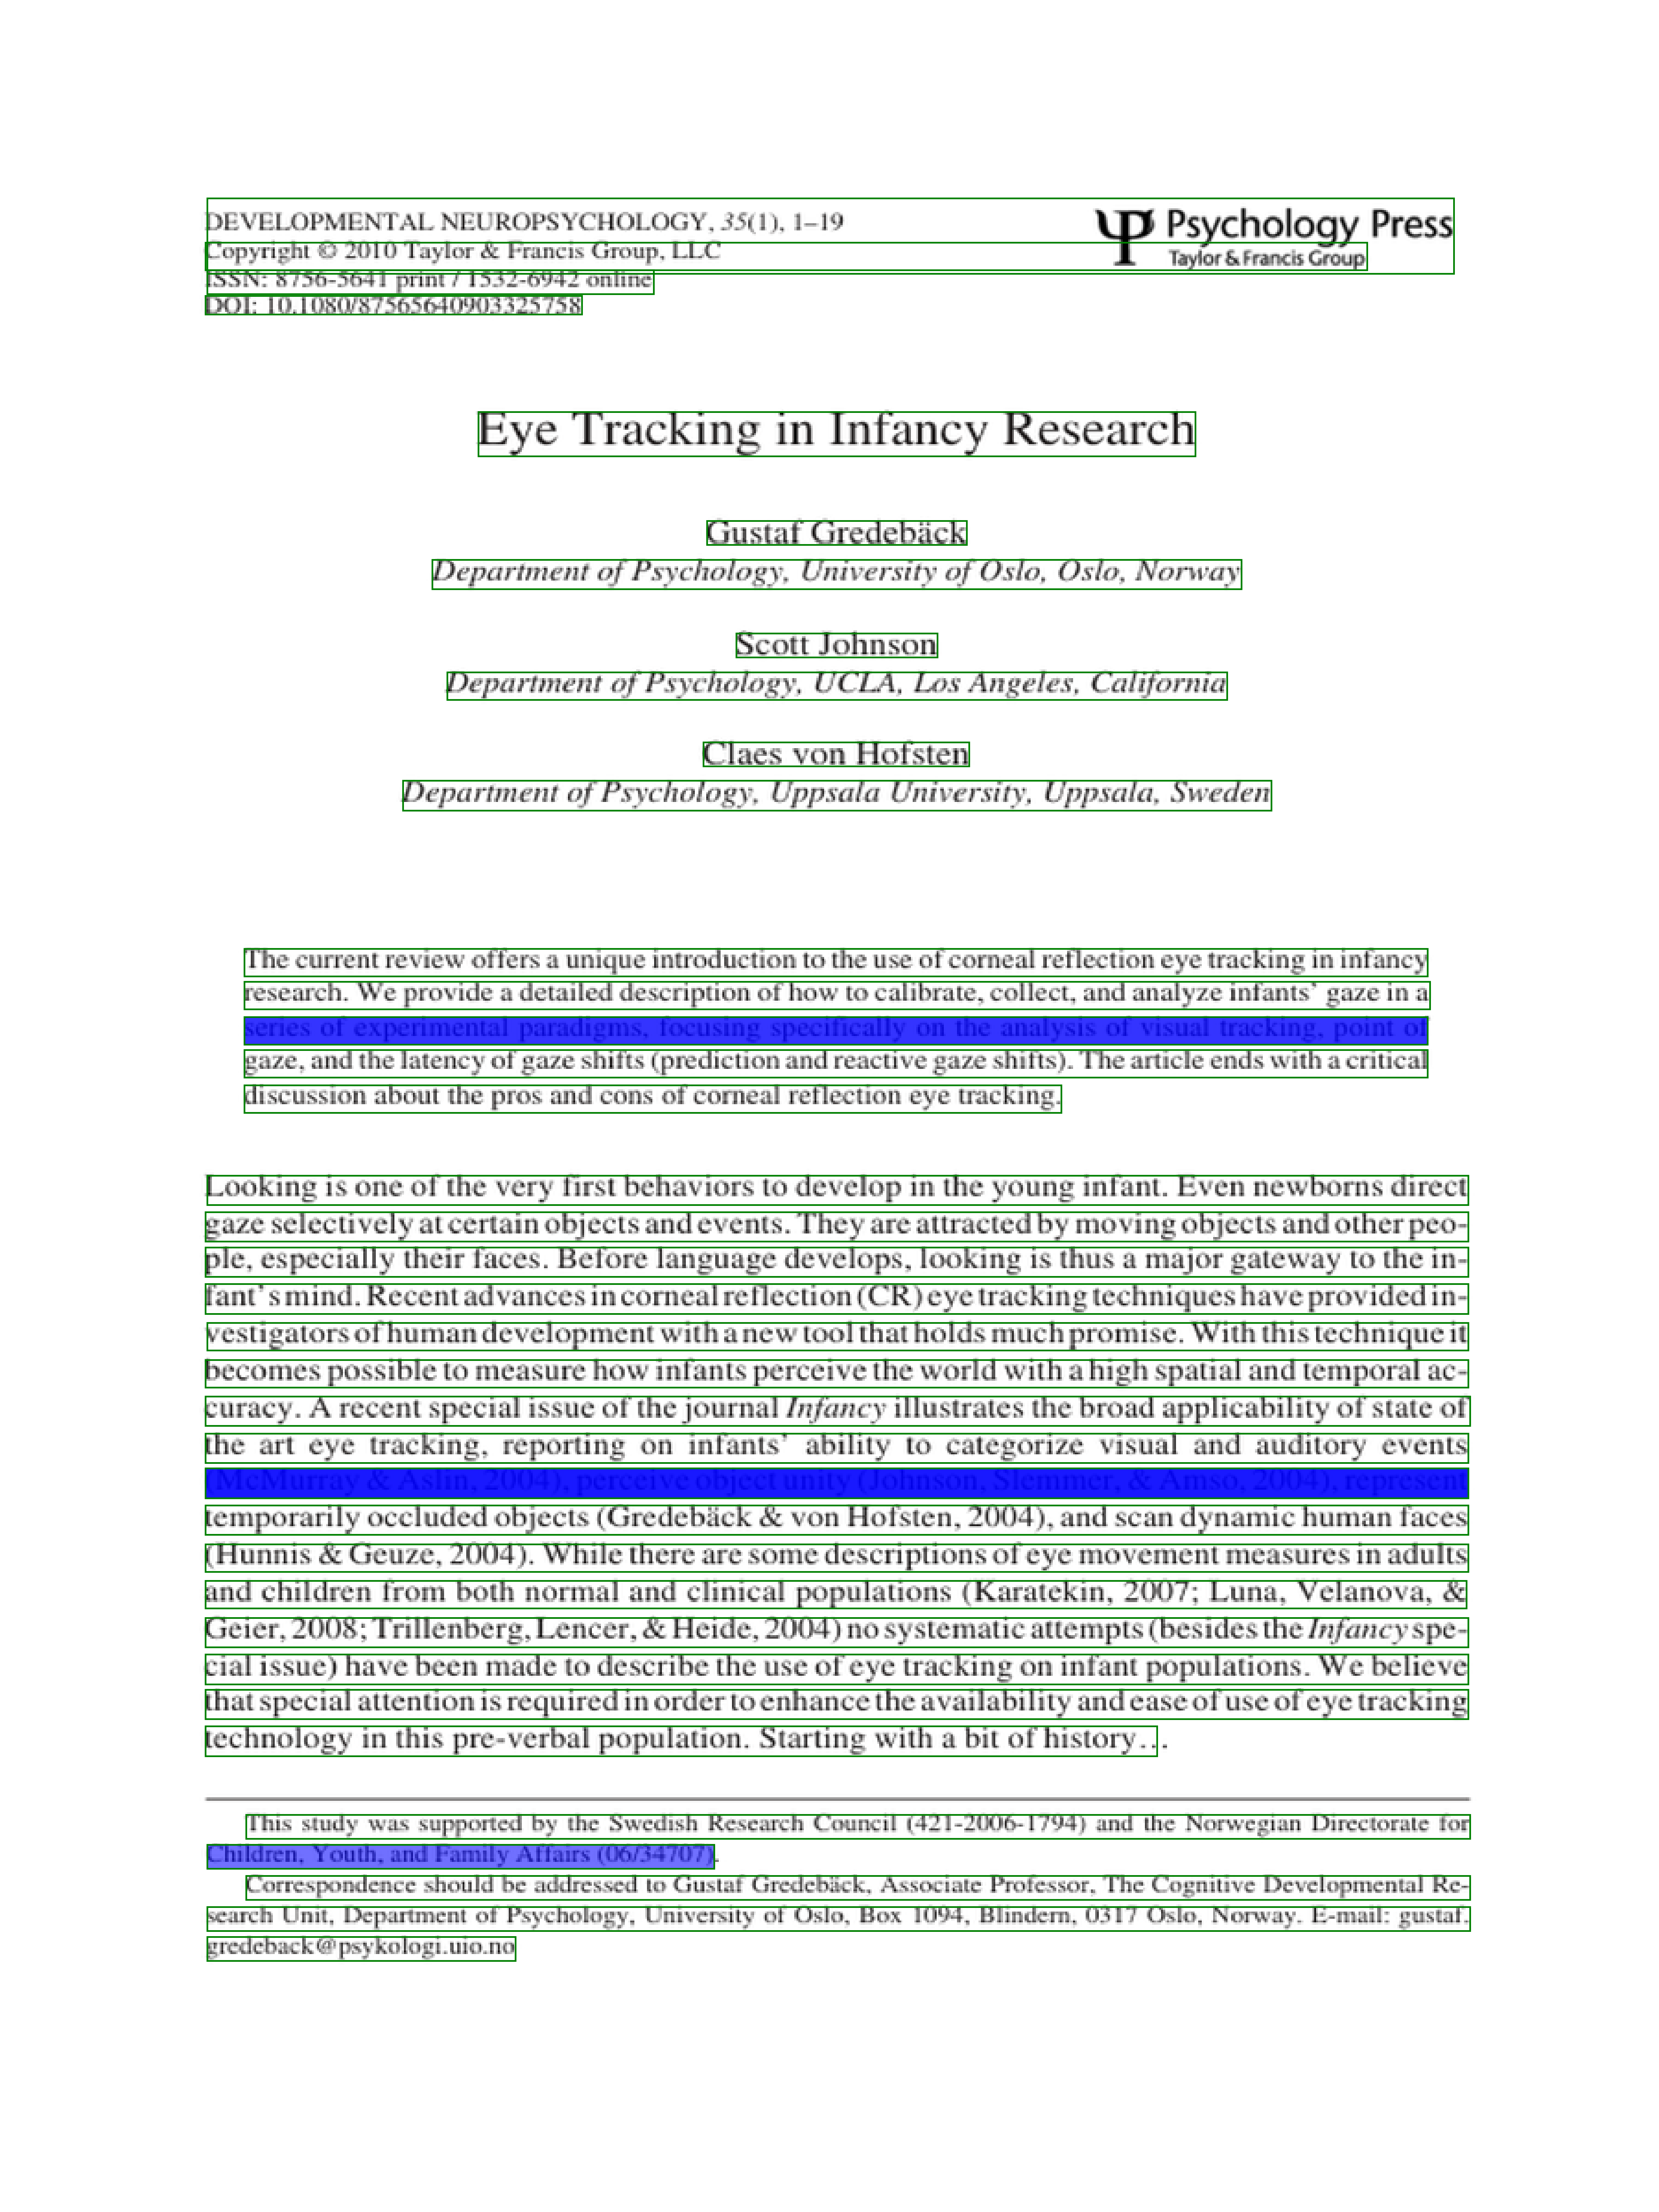 DEVELOPMENTAL NEUROPSYCHOLOGY, 35(1), 1–19
Copyright © 2010 Taylor & Francis Group, LLC
ISSN: 8756-5641 print / 1532-6942 online
DOI: 10.1080/87565640903325758
Psychology Press
Taylor & Francis Group
Eye Tracking in Infancy Research
Gustaf Gredebäck
Department of Psychology, University of Oslo, Oslo, Norway
Scott Johnson
Department of Psychology, UCLA, Los Angeles, California
Claes von Hofsten
Department of Psychology, Uppsala University, Uppsala, Sweden
The current review offers a unique introduction to the use of corneal reflection eye tracking in infancy
research. We provide a detailed description of how to calibrate, collect, and analyze infants’ gaze in a
series of experimental paradigms, focusing specifically on the analysis of visual tracking, point of
gaze, and the latency of gaze shifts (prediction and reactive gaze shifts). The article ends with a critical
discussion about the pros and cons of corneal reflection eye tracking.
Looking is one of the very first behaviors to develop in the young infant. Even newborns direct
gaze selectively at certain objects and events. They are attracted by moving objects and other peo-
ple, especially their faces. Before language develops, looking is thus a major gateway to the in-
fant’s mind. Recent advances in corneal reflection (CR) eye tracking techniques have provided in-
vestigators of human development with a new tool that holds much promise. With this technique it
becomes possible to measure how infants perceive the world with a high spatial and temporal ac-
curacy. A recent special issue of the journal Infancy illustrates the broad applicability of state of
the art eye tracking, reporting on infants’ ability to categorize visual and auditory events
(McMurray & Aslin, 2004), perceive object unity (Johnson, Slemmer, & Amso, 2004), represent
temporarily occluded objects (Gredebäck & von Hofsten, 2004), and scan dynamic human faces
(Hunnis & Geuze, 2004). While there are some descriptions of eye movement measures in adults
and children from both normal and clinical populations (Karatekin, 2007; Luna, Velanova, &
Geier, 2008; Trillenberg, Lencer, & Heide, 2004) no systematic attempts (besides the Infancy spe-
cial issue) have been made to describe the use of eye tracking on infant populations. We believe
that special attention is required in order to enhance the availability and ease of use of eye tracking
technology in this pre-verbal population. Starting with a bit of history…
This study was supported by the Swedish Research Council (421-2006-1794) and the Norwegian Directorate for
Children, Youth, and Family Affairs (06/34707).
Correspondence should be addressed to Gustaf Gredebäck, Associate Professor, The Cognitive Developmental Re-
search Unit, Department of Psychology, University of Oslo, Box 1094, Blindern, 0317 Oslo, Norway. E-mail: gustaf.
gredeback@psykologi.uio.no